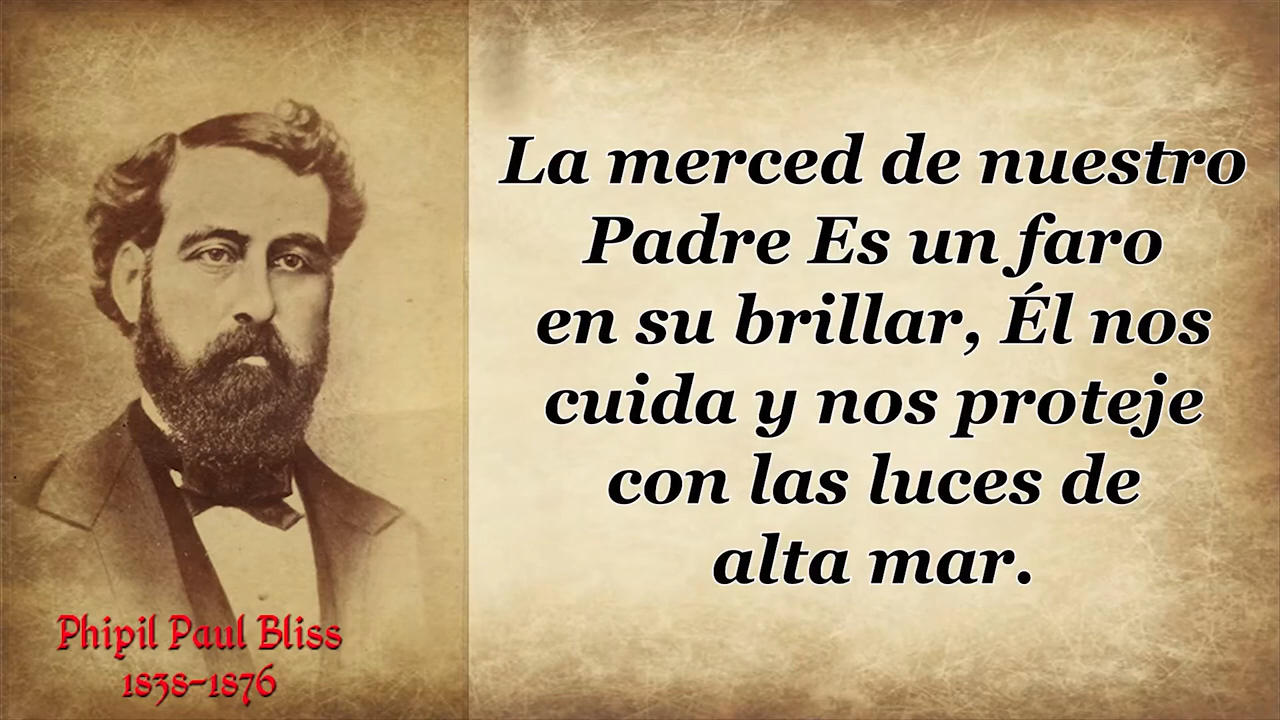 La merced de nuestro
Padre Es un faro
en su brillar, Él nos
cuida y nos proteje
con las luces de
alta mar.
Phipil Paul Bliss
1838-1876